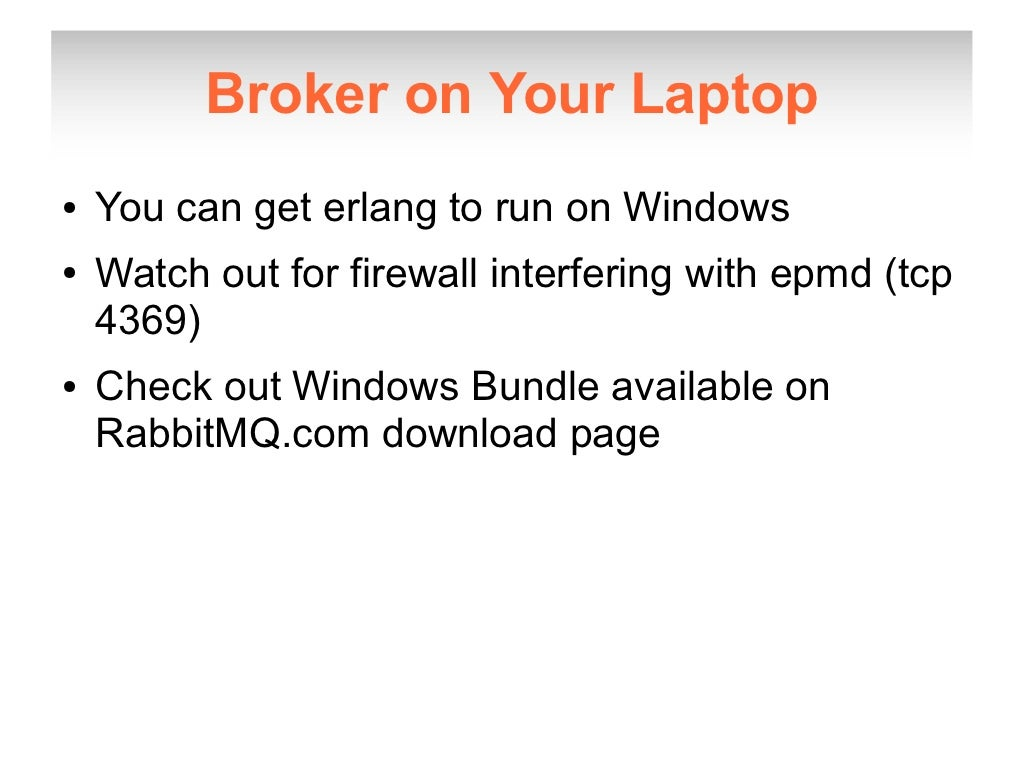 Broker on Your Laptop
● You can get erlang to run on Windows
● Watch out for firewall interfering with epmd (tcp
4369)
● Check out Windows Bundle available on
RabbitMQ.com download page